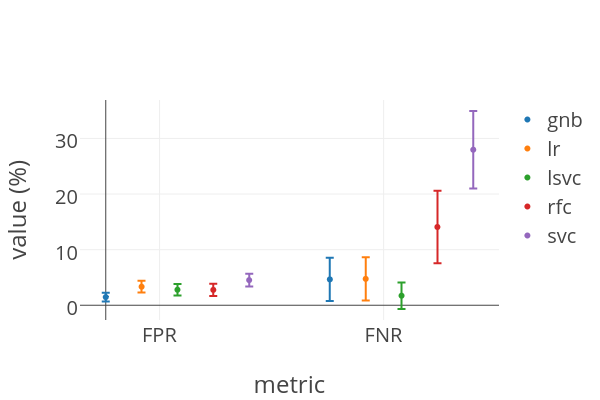 value (%)
30
20
10
0
FPR
FNR
metric
gnb
lr
lsvc
rfc
svc